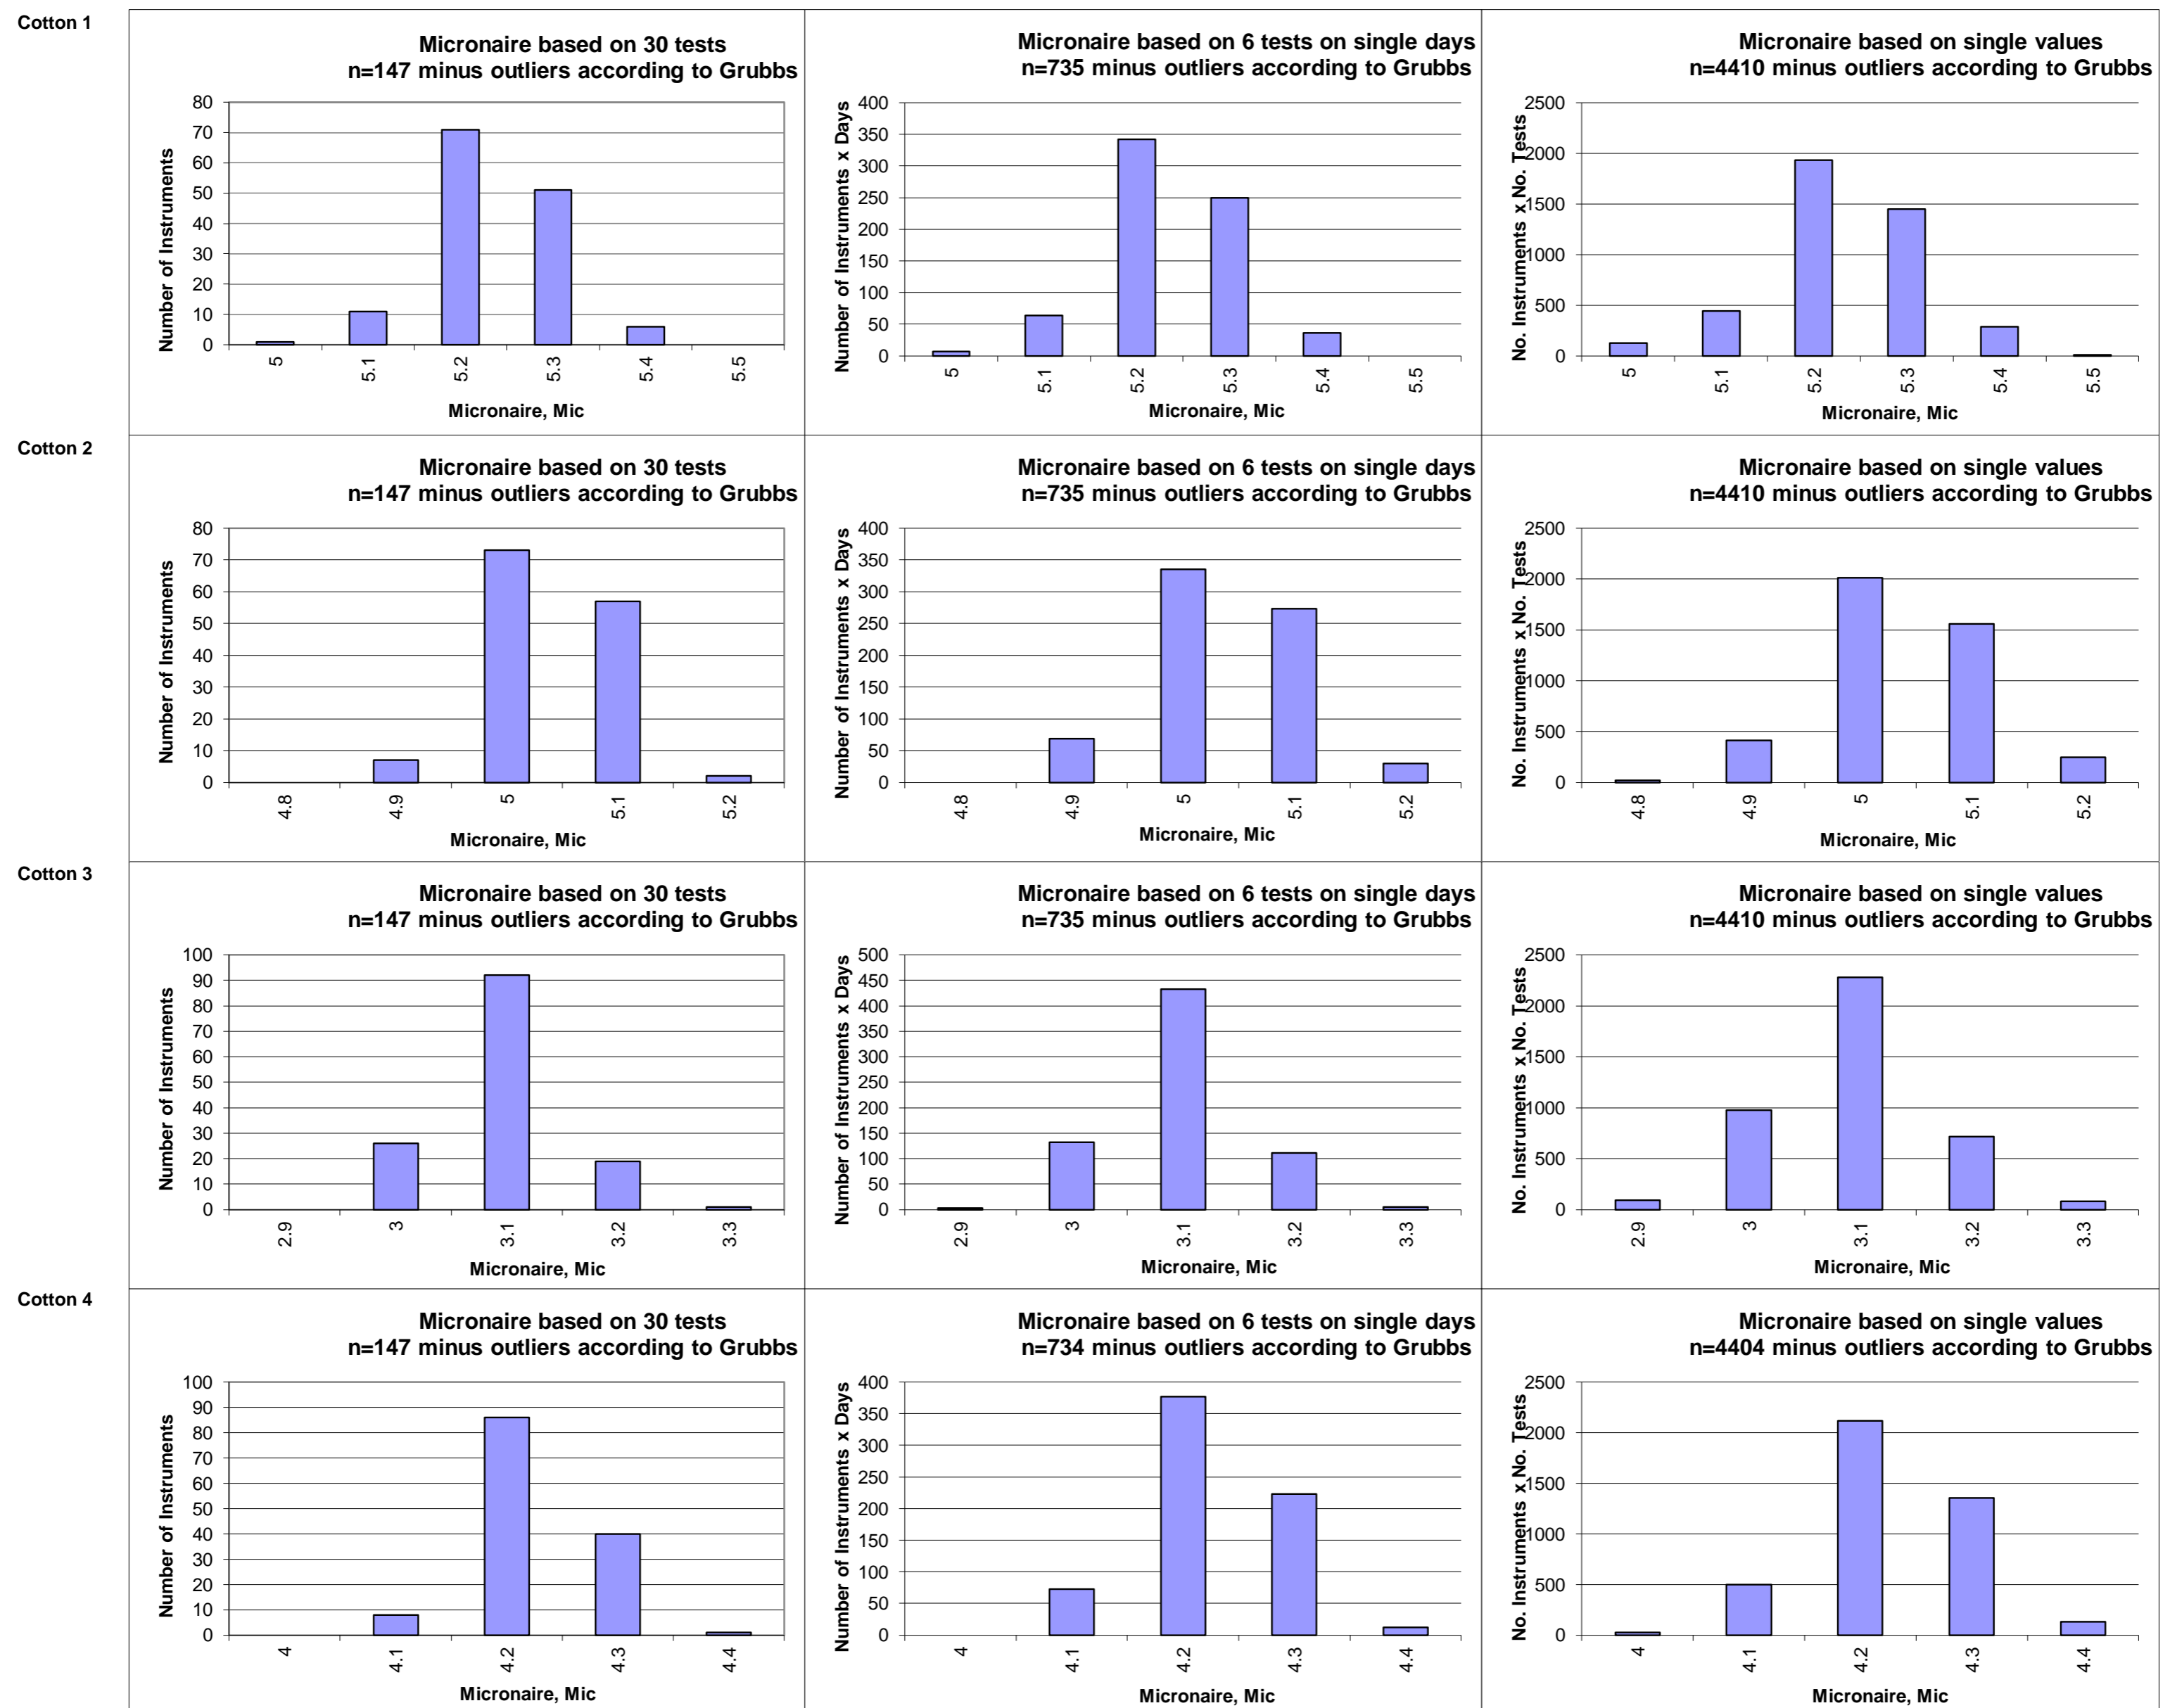 Cotton 1
Micronaire based on 30 tests
n=147 minus outliers according to Grubbs
Number of Instruments
80
70
60
50
40
30
20
10
0
5 5.1 5.2 5.3 5.4 5.5
Micronaire, Mic
Micronaire based on 6 tests on single days
n=735 minus outliers according to Grubbs
Number of Instruments x Days
400
350
300
250
200
150
100
50
0
5 5.1 5.2 5.3 5.4 5.5
Micronaire, Mic
Micronaire based on single values
n=4410 minus outliers according to Grubbs
No. Instruments x No. Tests
2500
2000
1500
1000
500
0
5 5.1 5.2 5.3 5.4 5.5
Micronaire, Mic
Cotton 2
Micronaire based on 30 tests
n=147 minus outliers according to Grubbs
Number of Instruments
80
70
60
50
40
30
20
10
0
4.8 4.9 5 5.1 5.2
Micronaire, Mic
Micronaire based on 6 tests on single days
n=735 minus outliers according to Grubbs
Number of Instruments x Days
400
350
300
250
200
150
100
50
0
4.8 4.9 5 5.1 5.2
Micronaire, Mic
Micronaire based on single values
n=4410 minus outliers according to Grubbs
No. Instruments x No. Tests
2500
2000
1500
1000
500
0
4.8 4.9 5 5.1 5.2
Micronaire, Mic
Cotton 3
Micronaire based on 30 tests
n=147 minus outliers according to Grubbs
Number of Instruments
100
90
80
70
60
50
40
30
20
10
0
2.9 3 3.1 3.2 3.3
Micronaire, Mic
Micronaire based on 6 tests on single days
n=735 minus outliers according to Grubbs
Number of Instruments x Days
500
450
400
350
300
250
200
150
100
50
0
2.9 3 3.1 3.2 3.3
Micronaire, Mic
Micronaire based on single values
n=4410 minus outliers according to Grubbs
No. Instruments x No. Tests
2500
2000
1500
1000
500
0
2.9 3 3.1 3.2 3.3
Micronaire, Mic
Cotton 4
Micronaire based on 30 tests
n=147 minus outliers according to Grubbs
Number of Instruments
100
90
80
70
60
50
40
30
20
10
0
4 4.1 4.2 4.3 4.4
Micronaire, Mic
Micronaire based on 6 tests on single days
n=734 minus outliers according to Grubbs
Number of Instruments x Days
400
350
300
250
200
150
100
50
0
4 4.1 4.2 4.3 4.4
Micronaire, Mic
Micronaire based on single values
n=4404 minus outliers according to Grubbs
No. Instruments x No. Tests
2500
2000
1500
1000
500
0
4 4.1 4.2 4.3 4.4
Micronaire, Mic